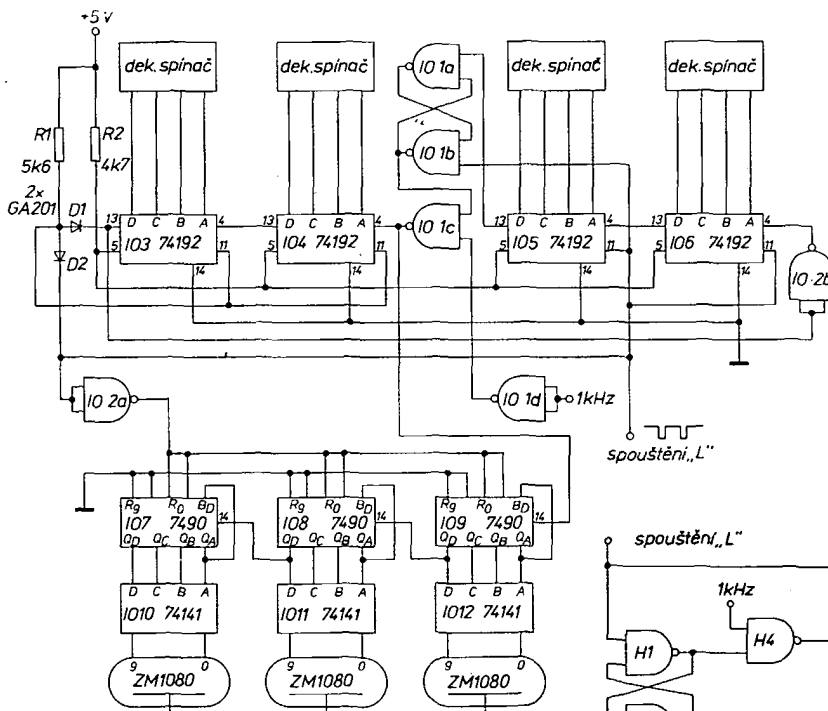 +5V
dek. spínač
dek. spínač
IO 1a
dek. spínač
dek. spínač
IO 1b
R1
5k6
R2
4k7
2x
GA201
D1
D2
13
D C B A
4
IO3 74192
5
11
14
13
D C B A
4
IO4 74192
5
11
14
IO 1c
13
D C B A
4
IO5 74192
5
11
14
13
D C B A
4
IO6 74192
5
11
14
IO 2b
IO 2a
IO 1d
1kHz
spouštění „L"
R9 R0 BD
IO7 7490
14
QD QC QB QA
R9 R0 BD
IO8 7490
14
QD QC QB QA
R9 R0 BD
IO9 7490
14
QD QC QB QA
D C B A
IO10 74141
D C B A
IO11 74141
D C B A
IO12 74141
9 0
ZM1080
9 0
ZM1080
9 0
ZM1080
spouštění „L"
1kHz
H1
H4